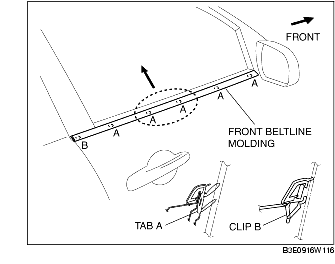 FRONT
A
A
A
A
A
B
FRONT BELTLINE
MOLDING
TAB A
CLIP B
B3E0916W116